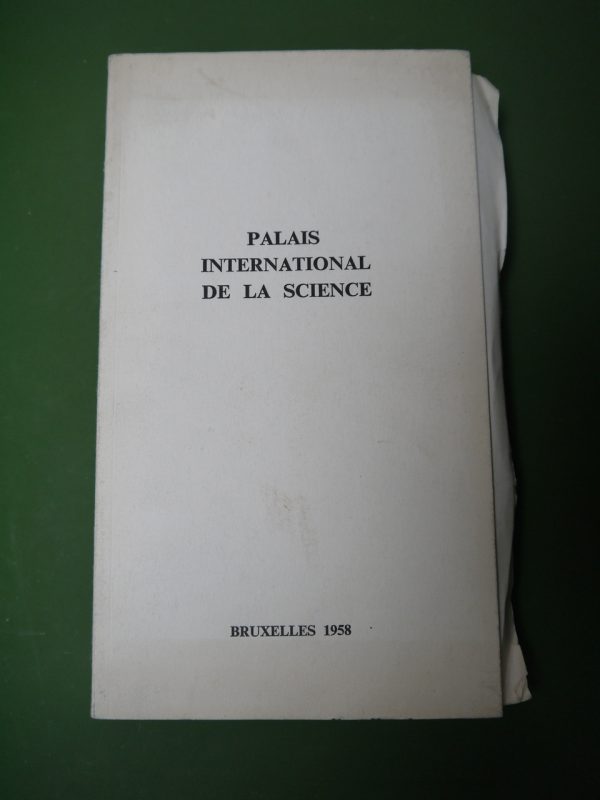 PALAIS
INTERNATIONAL
DE LA SCIENCE
BRUXELLES 1958